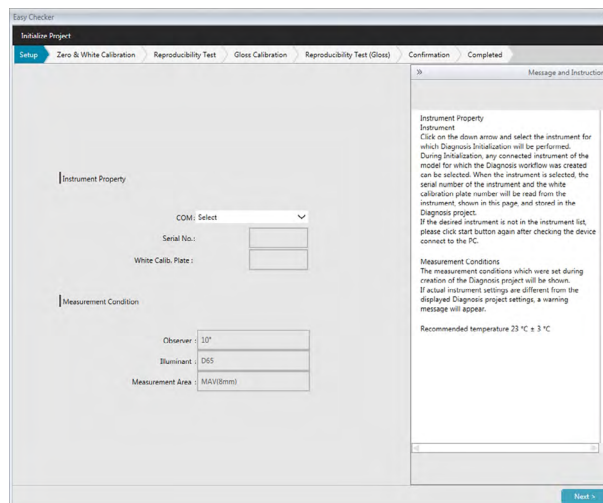 Easy Checker
Initialize Project
Setup
Zero & White Calibration
Reproducibility Test
Gloss Calibration
Reproducibility Test (Gloss)
Confirmation
Completed
Instrument Property
COM : Select
Serial No.:
White Calib. Plate :
Measurement Condition
Observer : 10°
Illuminant : D65
Measurement Area : MAV(8mm)
» Message and Instruction
Instrument Property
Instrument
Click on the down arrow and select the instrument for
which Diagnosis Initialization will be performed.
During Initialization, any connected instrument of the
model for which the Diagnosis workflow was created
can be selected. When the instrument is selected, the
serial number of the instrument and the white
calibration plate number will be read from the
instrument, shown in this page, and stored in the
Diagnosis project.
If the desired instrument is not in the instrument list,
please click start button again after checking the device
connect to the PC.
Measurement Conditions
The measurement conditions which were set during
creation of the Diagnosis project will be shown.
If actual instrument settings are different from the
displayed Diagnosis project settings, a warning
message will appear.
Recommended temperature 23 °C ± 3 °C
Next >